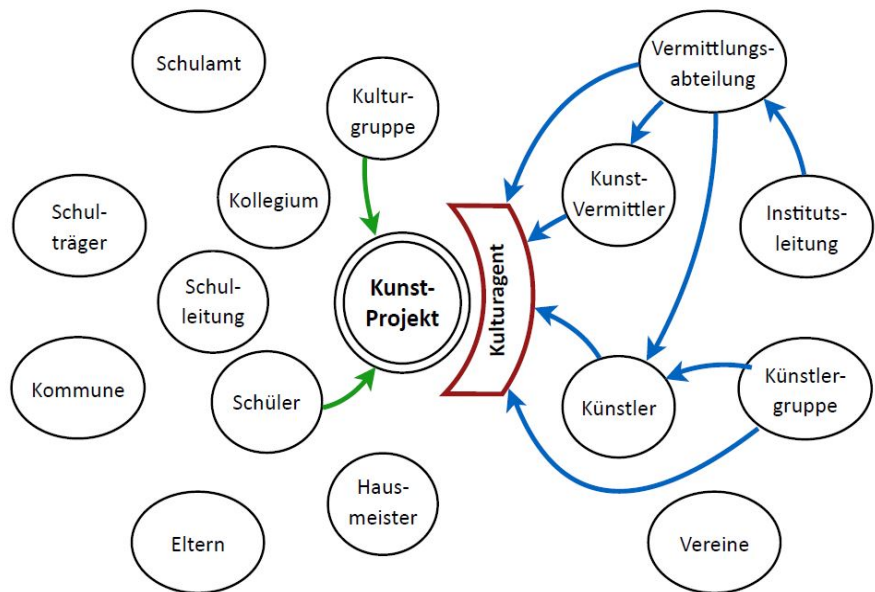 Schulamt
Kultur-
gruppe
Vermittlungs-
abteilung
Kollegium
Kunst-
Vermittler
Schul-
träger
Instituts-
leitung
Schul-
leitung
Kunst-
Projekt
Kulturagent
Kommune
Schüler
Künstler
Künstler-
gruppe
Haus-
meister
Eltern
Vereine